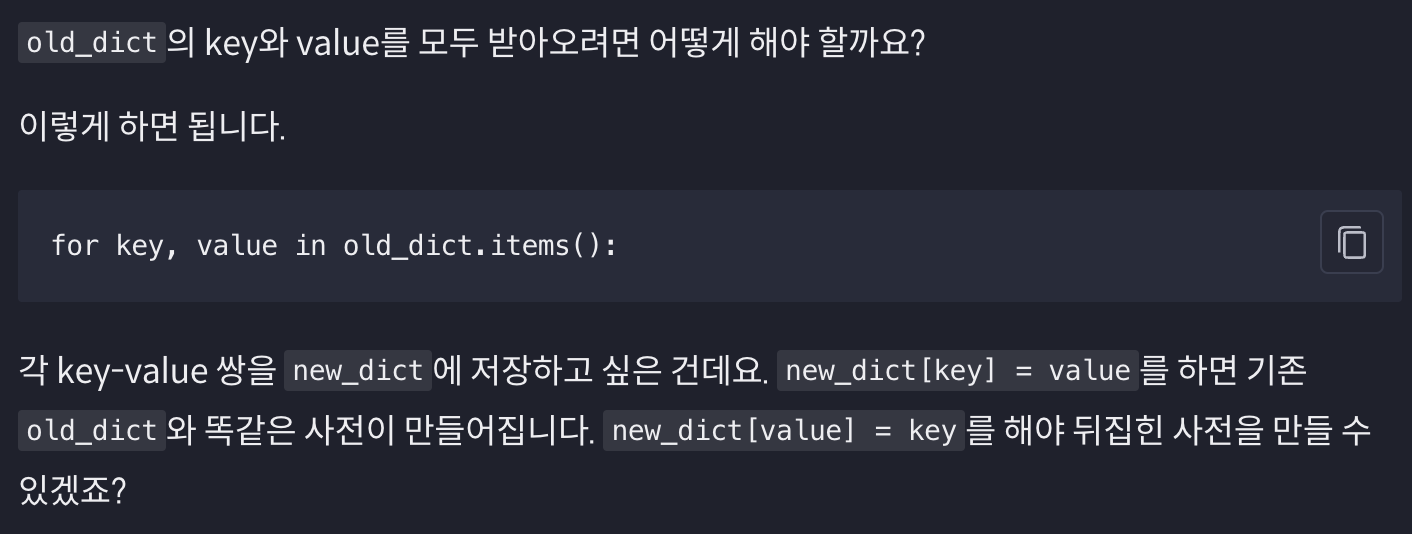 old_dict의 key와 value를 모두 받아오려면 어떻게 해야 할까요?
이렇게 하면 됩니다.
for key, value in old_dict.items():
각 key-value 쌍을 new_dict에 저장하고 싶은 건데요. new_dict[key] = value를 하면 기존
old_dict와 똑같은 사전이 만들어집니다. new_dict[value] = key를 해야 뒤집힌 사전을 만들 수
있겠죠?